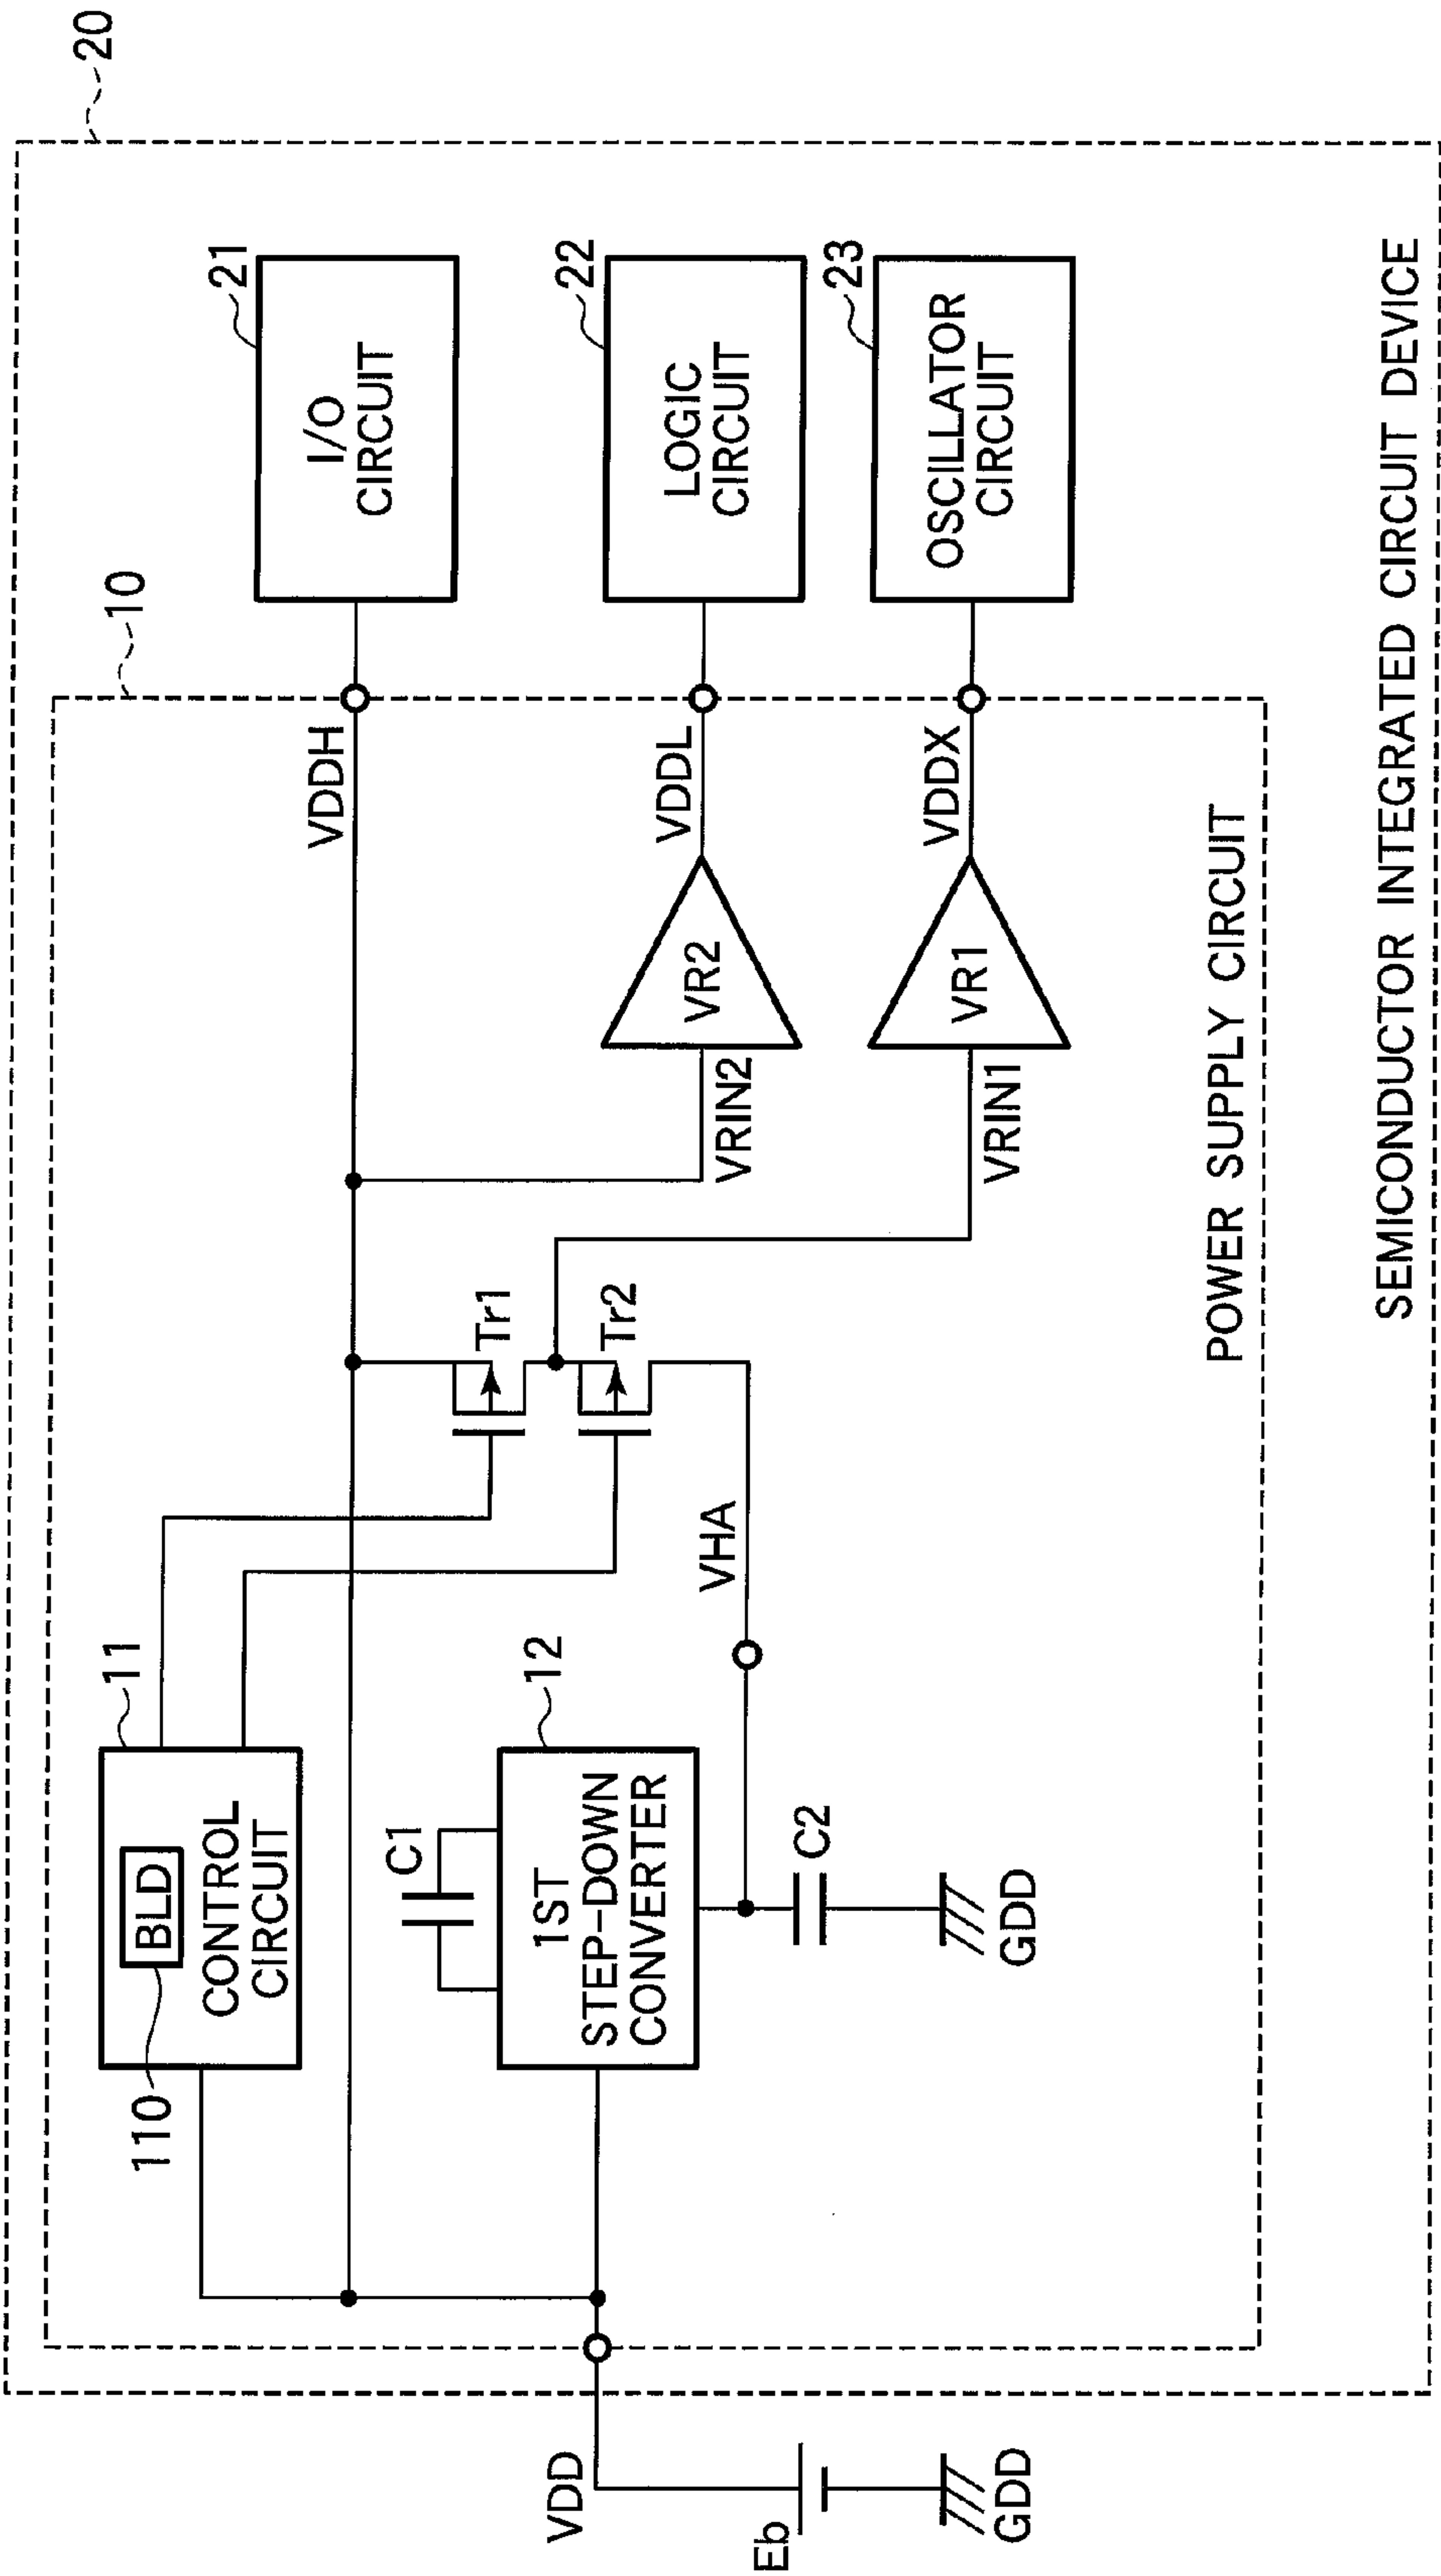 20
10
21
I/O
CIRCUIT
22
LOGIC
CIRCUIT
23
OSCILLATOR
CIRCUIT
VDDH
VDDL
VDDX
VR2
VR1
VRIN2
VRIN1
Tr1
Tr2
VHA
11
BLD
CONTROL
CIRCUIT
110
12
C1
1ST
STEP-DOWN
CONVERTER
C2
GDD
VDD
Eb
GDD
POWER SUPPLY CIRCUIT
SEMICONDUCTOR INTEGRATED CIRCUIT DEVICE